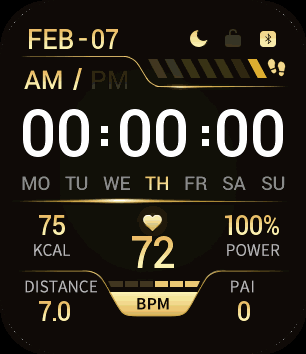 FEB-07
AM / PM
00:00:00
MO TU WE TH FR SA SU
75 72 100%
KCAL POWER
DISTANCE BPM PAI
7.0 0